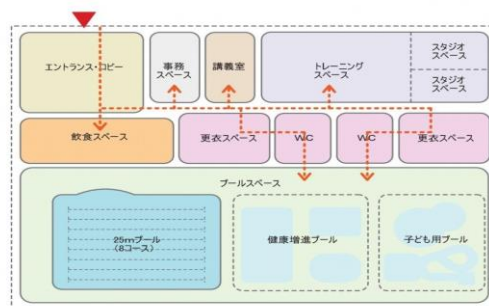 エントランス・ロビー
事務
スペース
講義室
トレーニング
スペース
スタジオ
スペース
スタジオ
スペース
飲食スペース
更衣スペース
WC
WC
更衣スペース
プールスペース
25mプール
(8コース)
健康増進プール
子ども用プール